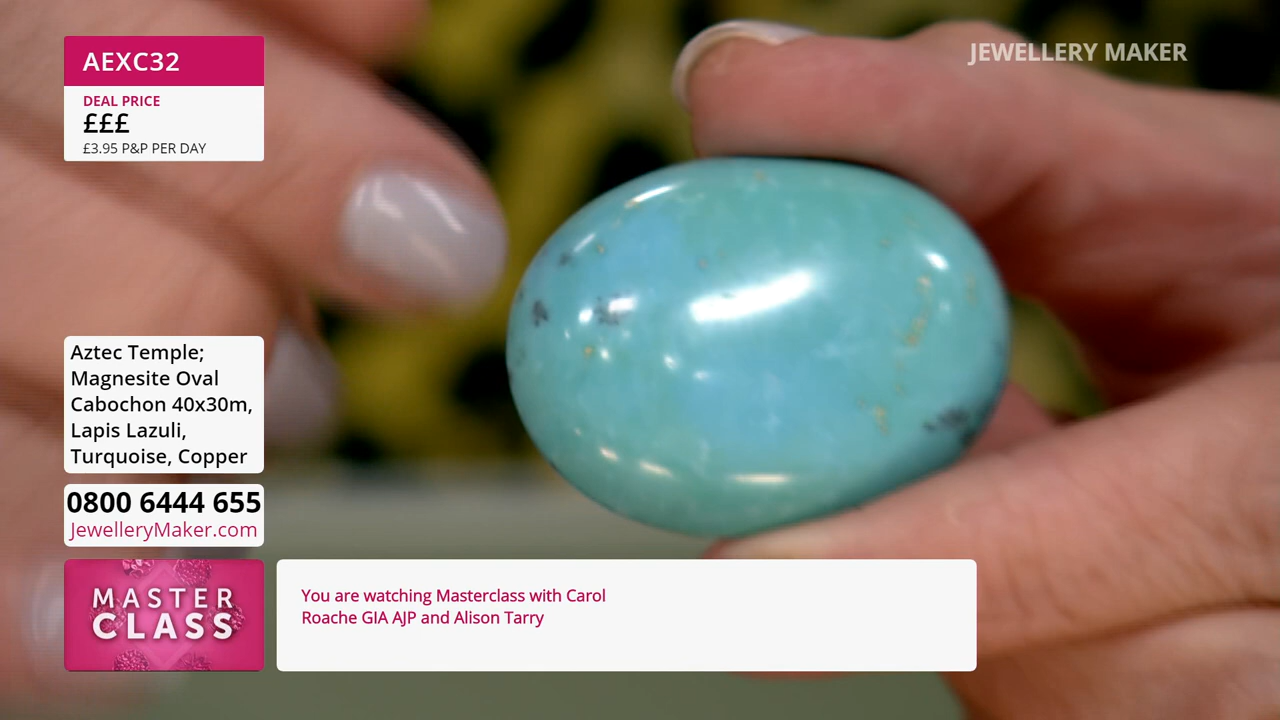 AEXC32
DEAL PRICE
£££
£3.95 P&P PER DAY
JEWELLERY MAKER
Aztec Temple;
Magnesite Oval
Cabochon 40x30m,
Lapis Lazuli,
Turquoise, Copper
0800 6444 655
JewelleryMaker.com
MASTER
CLASS
You are watching Masterclass with Carol
Roache GIA AJP and Alison Tarry